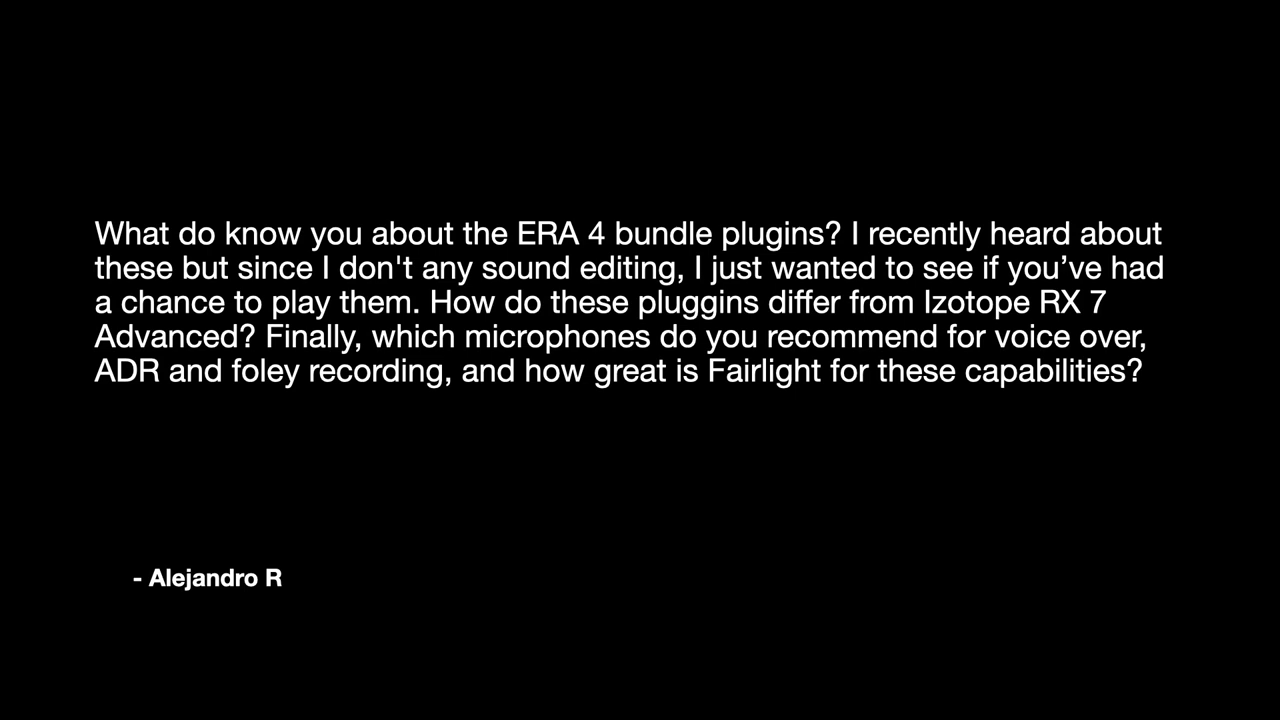 What do know you about the ERA 4 bundle plugins? I recently heard about
these but since I don't any sound editing, I just wanted to see if you’ve had
a chance to play them. How do these pluggins differ from Izotope RX 7
Advanced? Finally, which microphones do you recommend for voice over,
ADR and foley recording, and how great is Fairlight for these capabilities?
- Alejandro R